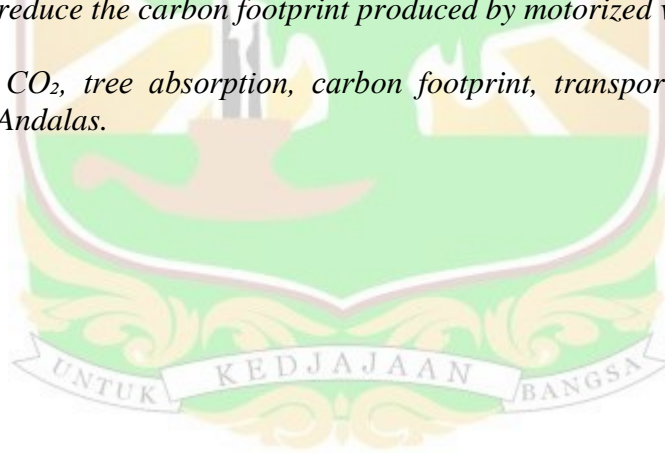 reduce the carbon footprint produced by motorized
CO₂, tree absorption, carbon footprint, transpor
Andalas.
UNTUK KEDJAJAAN BANGSA